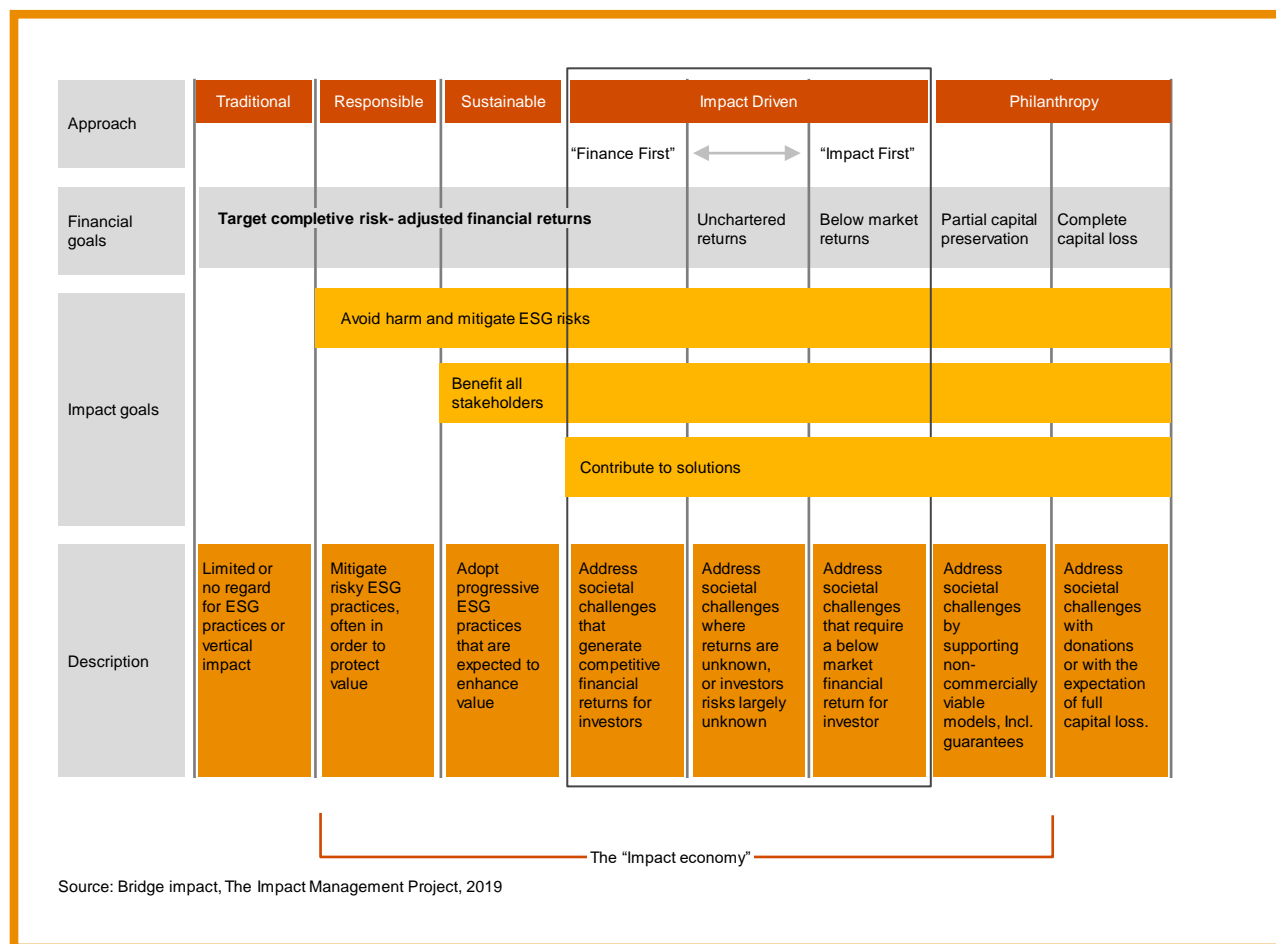 Approach
Traditional
Responsible
Sustainable
Impact Driven
Philanthropy
“Finance First”
“Impact First”
Financial
goals
Target completive risk- adjusted financial returns
Unchartered
returns
Below market
returns
Partial capital
preservation
Complete
capital loss
Impact goals
Avoid harm and mitigate ESG risks
Benefit all
stakeholders
Contribute to solutions
Description
Limited or
no regard
for ESG
practices or
vertical
impact
Mitigate
risky ESG
practices,
often in
order to
protect
value
Adopt
progressive
ESG
practices
that are
expected to
enhance
value
Address
societal
challenges
that
generate
competitive
financial
returns for
investors
Address
societal
challenges
where
returns are
unknown,
or investors
risks largely
unknown
Address
societal
challenges
that require
a below
market
financial
return for
investor
Address
societal
challenges
by
supporting
non-
commercially
viable
models, Incl.
guarantees
Address
societal
challenges
with
donations
or with the
expectation
of full
capital loss.
The “Impact economy”
Source: Bridge impact, The Impact Management Project, 2019